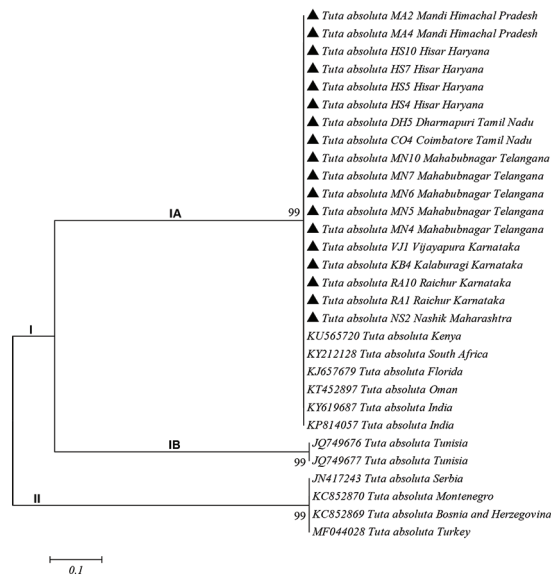 Tuta absoluta MA2 Mandi Himachal Pradesh
Tuta absoluta MA4 Mandi Himachal Pradesh
Tuta absoluta HS10 Hisar Haryana
Tuta absoluta HS7 Hisar Haryana
Tuta absoluta HS5 Hisar Haryana
Tuta absoluta HS4 Hisar Haryana
Tuta absoluta DH5 Dharmapuri Tamil Nadu
Tuta absoluta CO4 Coimbatore Tamil Nadu
Tuta absoluta MN10 Mahabubnagar Telangana
Tuta absoluta MN7 Mahabubnagar Telangana
Tuta absoluta MN6 Mahabubnagar Telangana
Tuta absoluta MN5 Mahabubnagar Telangana
Tuta absoluta MN4 Mahabubnagar Telangana
Tuta absoluta VJ1 Vijayapura Karnataka
Tuta absoluta KB4 Kalaburagi Karnataka
Tuta absoluta RA10 Raichur Karnataka
Tuta absoluta RA1 Raichur Karnataka
Tuta absoluta NS2 Nashik Maharashtra
KU565720 Tuta absoluta Kenya
KY212128 Tuta absoluta South Africa
KJ657679 Tuta absoluta Florida
KT452897 Tuta absoluta Oman
KY619687 Tuta absoluta India
KP814057 Tuta absoluta India
JQ749676 Tuta absoluta Tunisia
JQ749677 Tuta absoluta Tunisia
JN417243 Tuta absoluta Serbia
KC852870 Tuta absoluta Montenegro
KC852869 Tuta absoluta Bosnia and Herzegovina
MF044028 Tuta absoluta Turkey
IA
99
I
IB
99
II
99
0.1